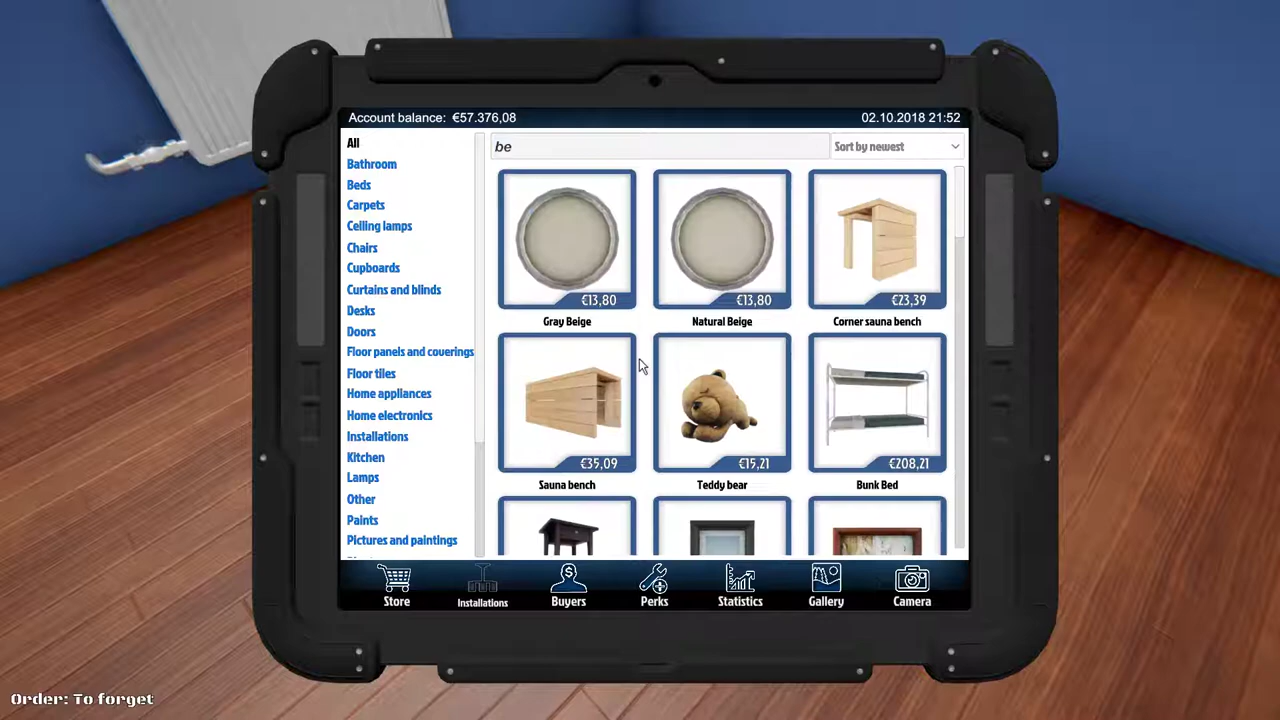 Account balance: €57.376,08
02.10.2018 21:52
All
Bathroom
Beds
Carpets
Ceiling lamps
Chairs
Cupboards
Curtains and blinds
Desks
Doors
Floor panels and coverings
Floor tiles
Home appliances
Home electronics
Installations
Kitchen
Lamps
Other
Paints
Pictures and paintings
be
Sort by newest
€13,80
€13,80
€23,39
Gray Beige
Natural Beige
Corner sauna bench
€35,09
€15,21
€208,21
Sauna bench
Teddy bear
Bunk Bed
Store
Installations
Buyers
Perks
Statistics
Gallery
Camera
Order: To forget